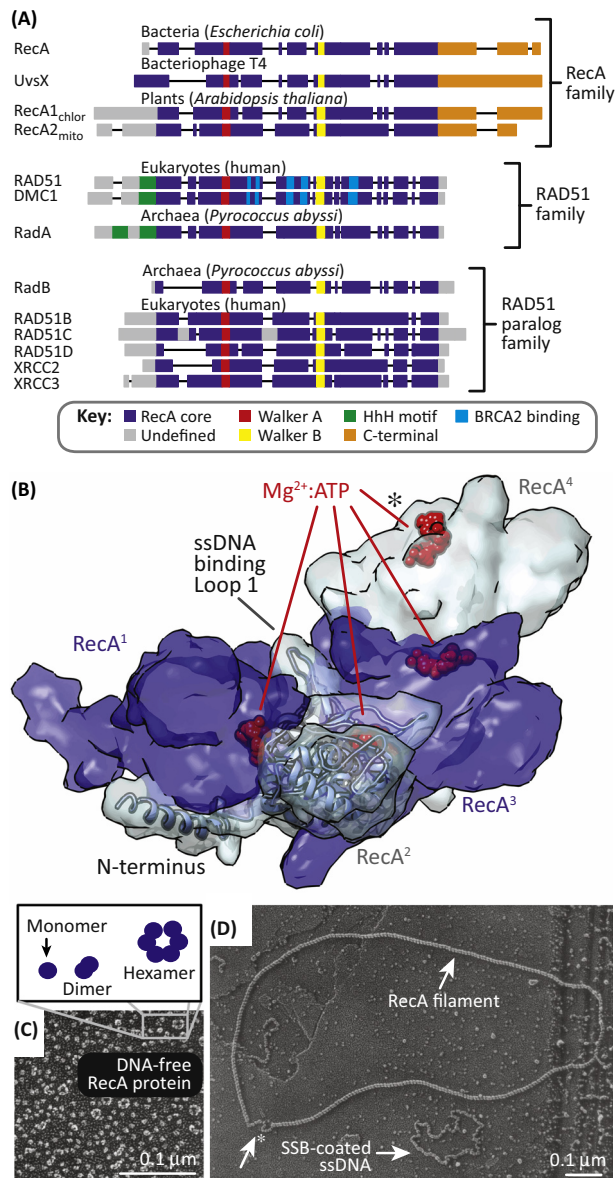 (A)
Bacteria (Escherichia coli)
RecA
Bacteriophage T4
UvsX
Plants (Arabidopsis thaliana)
RecA1chlor
RecA2mito
RecA
family
Eukaryotes (human)
RAD51
DMC1
Archaea (Pyrococcus abyssi)
RadA
RAD51
family
Archaea (Pyrococcus abyssi)
RadB
Eukaryotes (human)
RAD51B
RAD51C
RAD51D
XRCC2
XRCC3
RAD51
paralog
family
Key: RecA core Walker A HhH motif BRCA2 binding
Undefined Walker B C-terminal
(B)
Mg2+:ATP
*
RecA4
ssDNA
binding
Loop 1
RecA1
RecA3
RecA2
N-terminus
Monomer
Dimer
Hexamer
(C)
DNA-free
RecA protein
0.1 μm
(D)
RecA filament
*
SSB-coated
ssDNA
0.1 μm